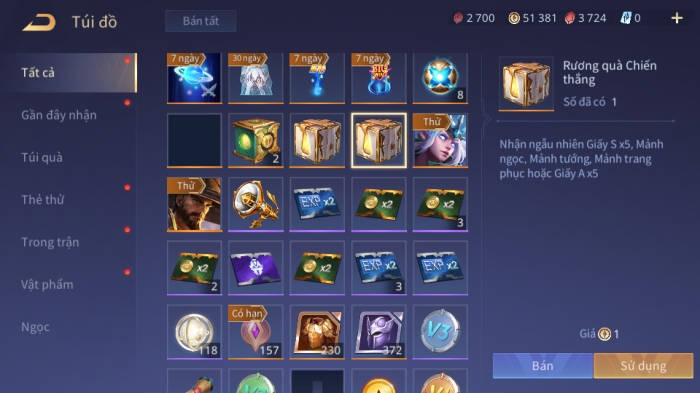 Túi đồ
Bán tất
2 700
51 381
3 724
0
Tất cả
Gần đây nhận
Túi quà
Thẻ thử
Trong trận
Vật phẩm
Ngọc
7 ngày
30 ngày
7 ngày
7 ngày
8
2
Thử
Thử
EXP x2
x2
x2
3
x2
2
x2
EXP x2
3
EXP x2
118
Có hạn
157
230
372
V3
Rương quà Chiến
thắng
Số đã có 1
Nhận ngẫu nhiên Giấy S x5, Mảnh
ngọc, Mảnh tướng, Mảnh trang
phục hoặc Giấy A x5
Giá 1
Bán
Sử dụng